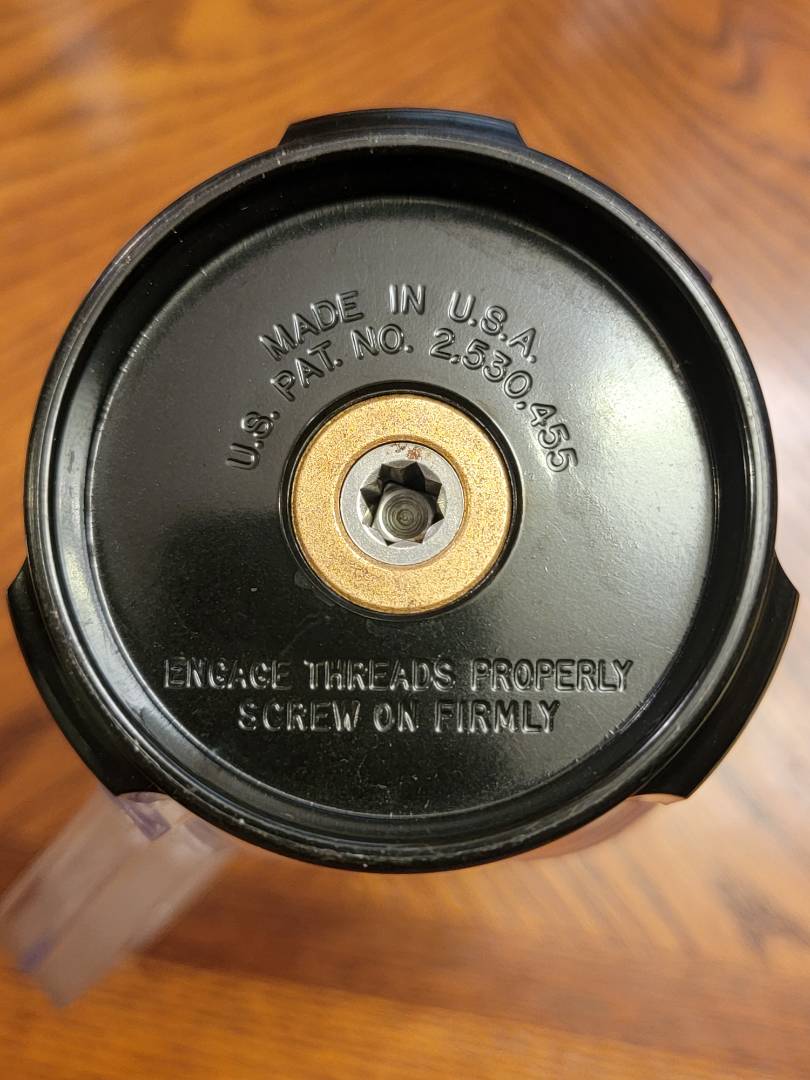 MADE IN U.S.A.
U.S. PAT. NO. 2,530,455
ENGAGE THREADS PROPERLY
SCREW ON FIRMLY